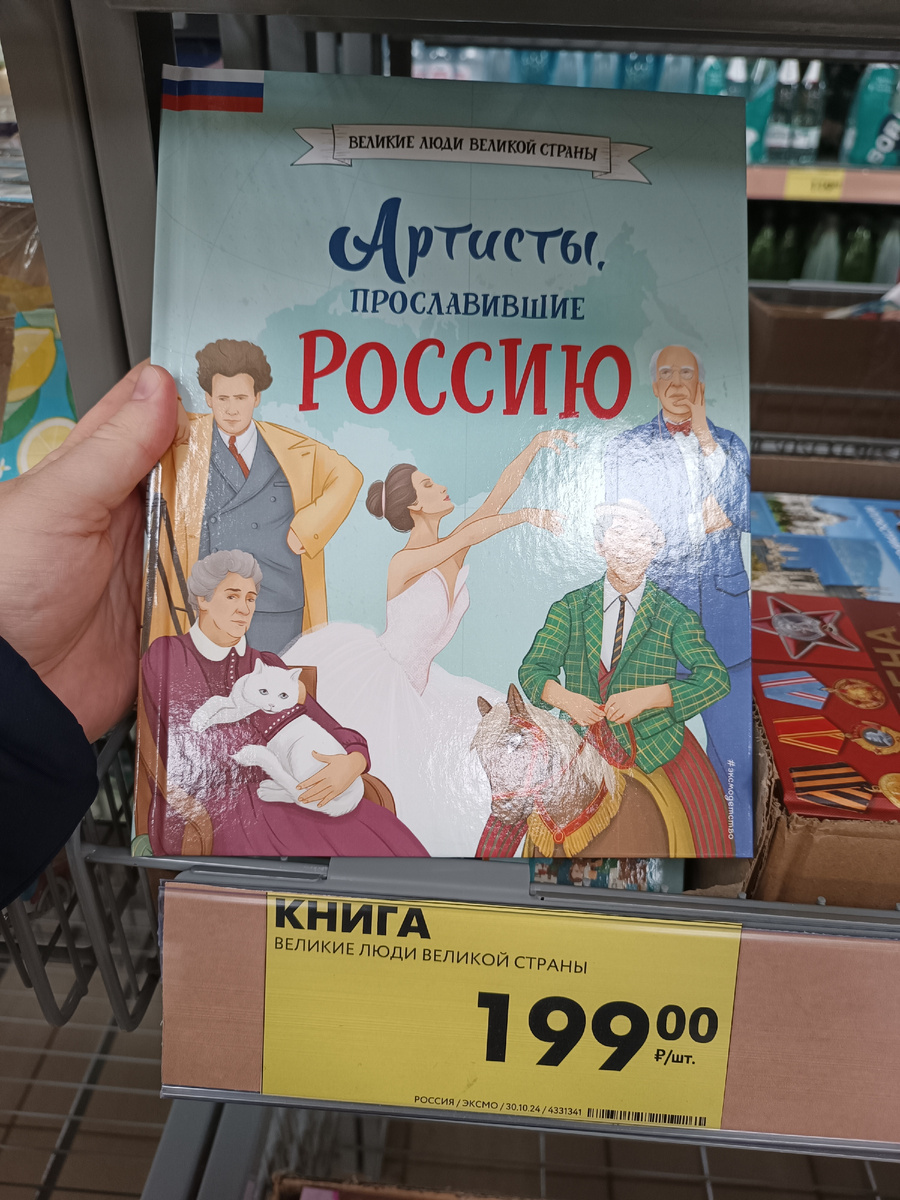 ВЕЛИКИЕ ЛЮДИ ВЕЛИКОЙ СТРАНЫ
Артисты,
ПРОСЛАВИВШИЕ
РОССИЮ
#эксмодетство
КНИГА
ВЕЛИКИЕ ЛЮДИ ВЕЛИКОЙ СТРАНЫ
199 00
₽/шт.
РОССИЯ / ЭКСМО / 30.10.24 / 4331341